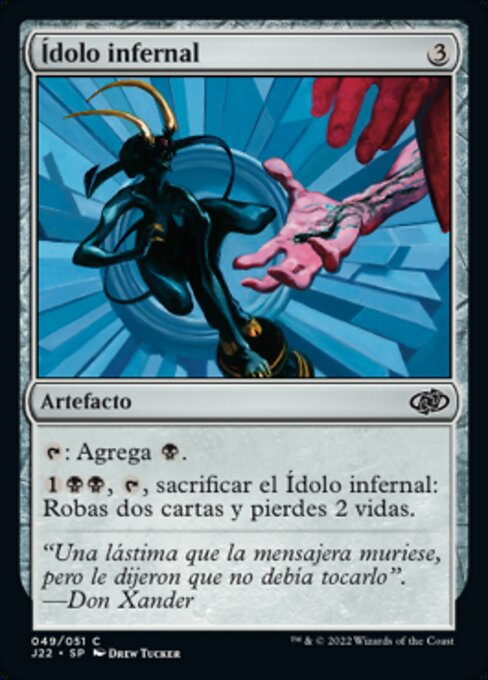 Ídolo infernal 3
Artefacto
: Agrega .
1, , sacrificar el Ídolo infernal:
Robas dos cartas y pierdes 2 vidas.
“Una lástima que la mensajera muriese,
pero le dijeron que no debía tocarlo”.
—Don Xander
049/051 C
J22 • SP DREW TUCKER
™ & © 2022 Wizards of the Coast